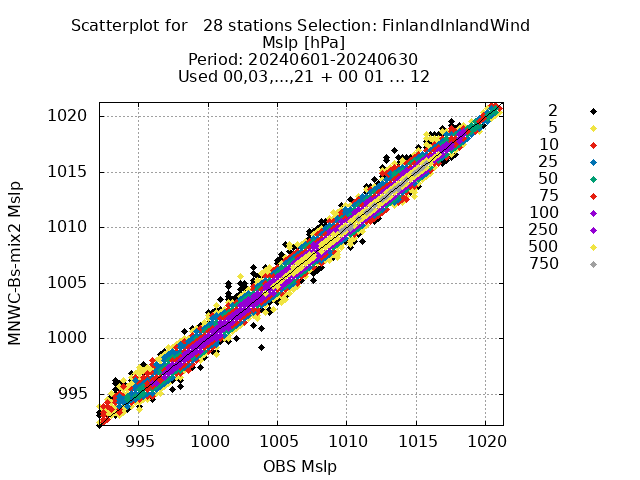 Scatterplot for   28 stations Selection: FinlandInlandWind
Mslp [hPa]
Period: 20240601-20240630
Used 00,03,...,21 + 00 01 ... 12
MNWC-Bs-mix2 Mslp
1020
1015
1010
1005
1000
995
995 1000 1005 1010 1015 1020
OBS Mslp
2
5
10
25
50
75
100
250
500
750